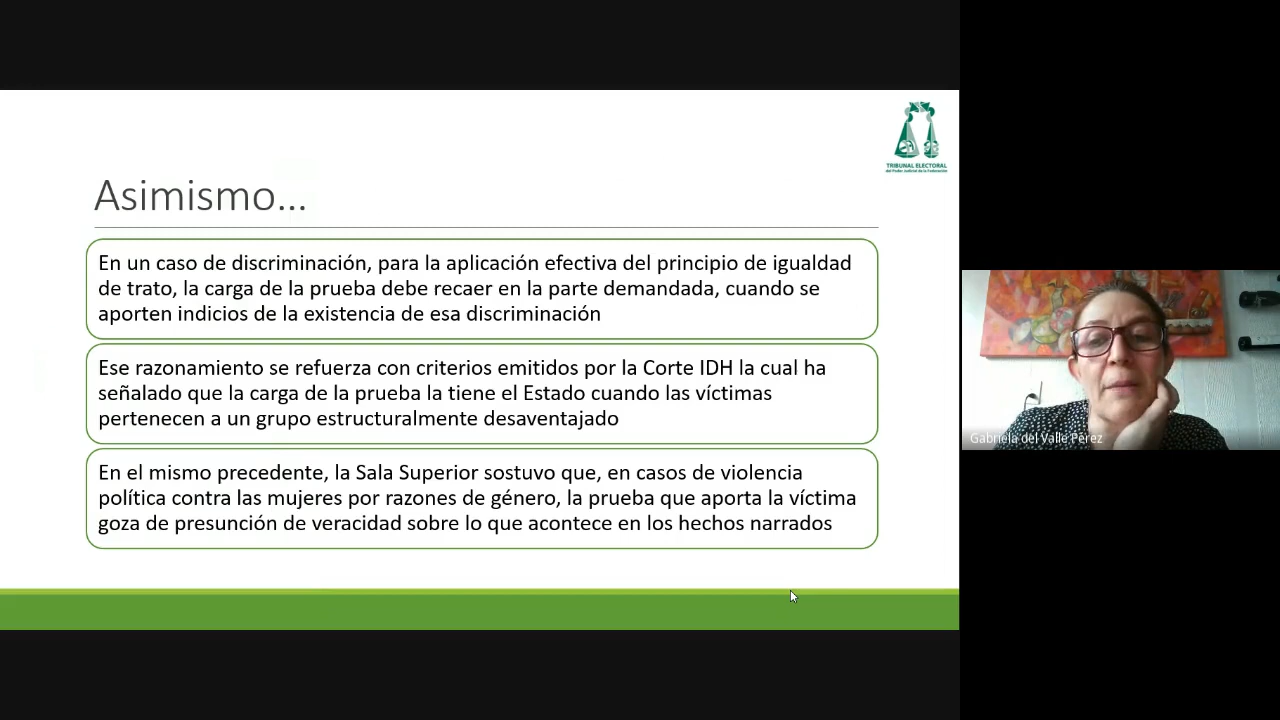 TRIBUNAL ELECTORAL
del Poder Judicial de la Federación
Asimismo...
En un caso de discriminación, para la aplicación efectiva del principio de igualdad
de trato, la carga de la prueba debe recaer en la parte demandada, cuando se
aporten indicios de la existencia de esa discriminación
Ese razonamiento se refuerza con criterios emitidos por la Corte IDH la cual ha
señalado que la carga de la prueba la tiene el Estado cuando las víctimas
pertenecen a un grupo estructuralmente desaventajado
En el mismo precedente, la Sala Superior sostuvo que, en casos de violencia
política contra las mujeres por razones de género, la prueba que aporta la víctima
goza de presunción de veracidad sobre lo que acontece en los hechos narrados
Gabriela del Valle Pérez